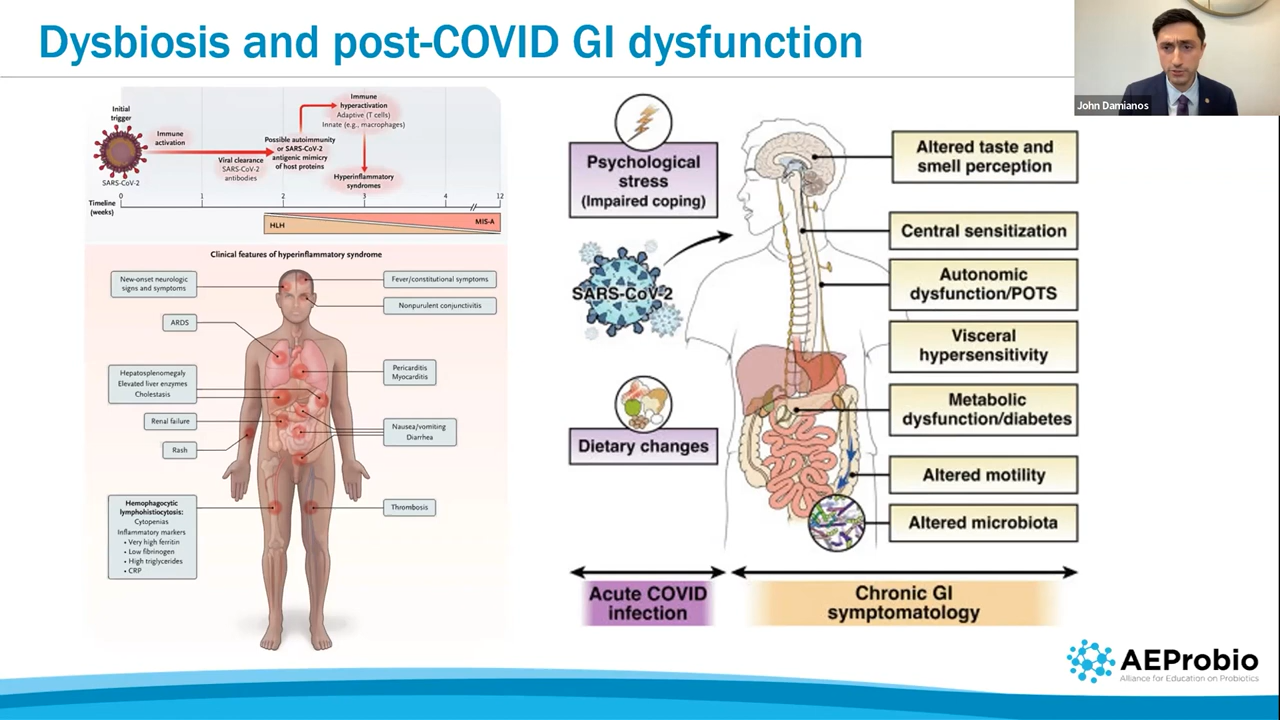 Dysbiosis and post-COVID GI dysfunction
John Damianos
Initial
trigger
SARS-CoV-2
Immune
activation
Viral clearance
SARS-CoV-2
antibodies
Possible autoimmunity
or SARS-CoV-2
antigenic mimicry
of host proteins
Immune
hyperactivation
Adaptive (T cells)
Innate (e.g., macrophages)
Hyperinflammatory
syndromes
Timeline
(weeks)
0 1 2 3 4 12
HLH
MIS-A
Clinical features of hyperinflammatory syndrome
New-onset neurologic
signs and symptoms
ARDS
Hepatosplenomegaly
Elevated liver enzymes
Cholestasis
Renal failure
Rash
Hemophagocytic
lymphohistiocytosis:
Cytopenias
Inflammatory markers
• Very high ferritin
• Low fibrinogen
• High triglycerides
• CRP
Fever/constitutional symptoms
Nonpurulent conjunctivitis
Pericarditis
Myocarditis
Nausea/vomiting
Diarrhea
Thrombosis
Psychological
stress
(Impaired coping)
SARS-CoV-2
Dietary changes
Altered taste and
smell perception
Central sensitization
Autonomic
dysfunction/POTS
Visceral
hypersensitivity
Metabolic
dysfunction/diabetes
Altered motility
Altered microbiota
Acute COVID
infection
Chronic GI
symptomatology
AEProbio
Alliance for Education on Probiotics